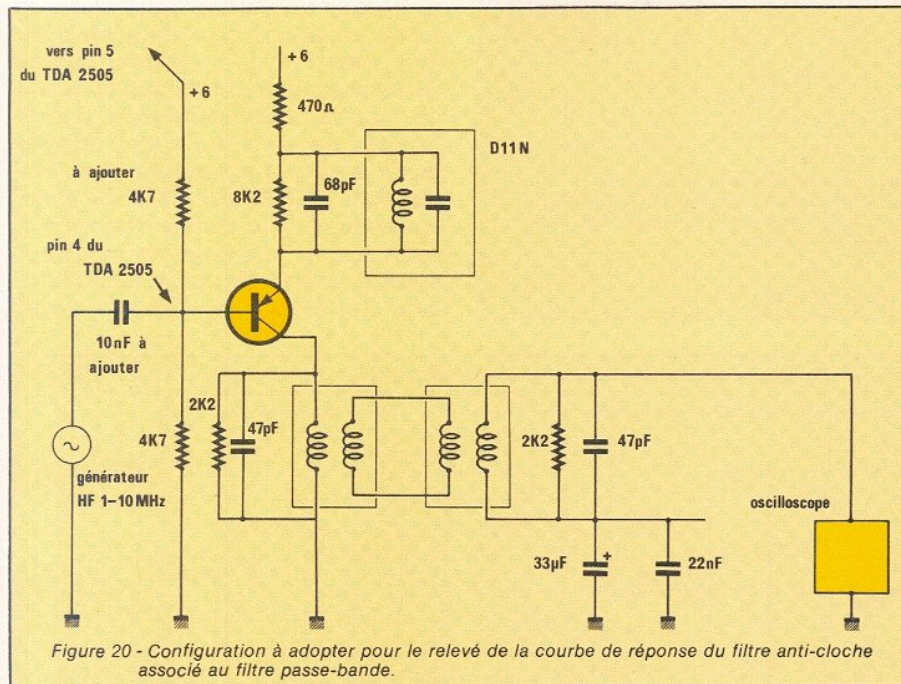 vers pin 5
du TDA 2505
+6
+6
470Ω
D11N
à ajouter
4K7
8K2
68pF
pin 4 du
TDA 2505
10nF à
ajouter
2K2
47pF
4K7
2K2
47pF
générateur
HF 1–10MHz
oscilloscope
33µF
+
22nF
Figure 20 - Configuration à adopter pour le relevé de la courbe de réponse du filtre anti-cloche
associé au filtre passe-bande.